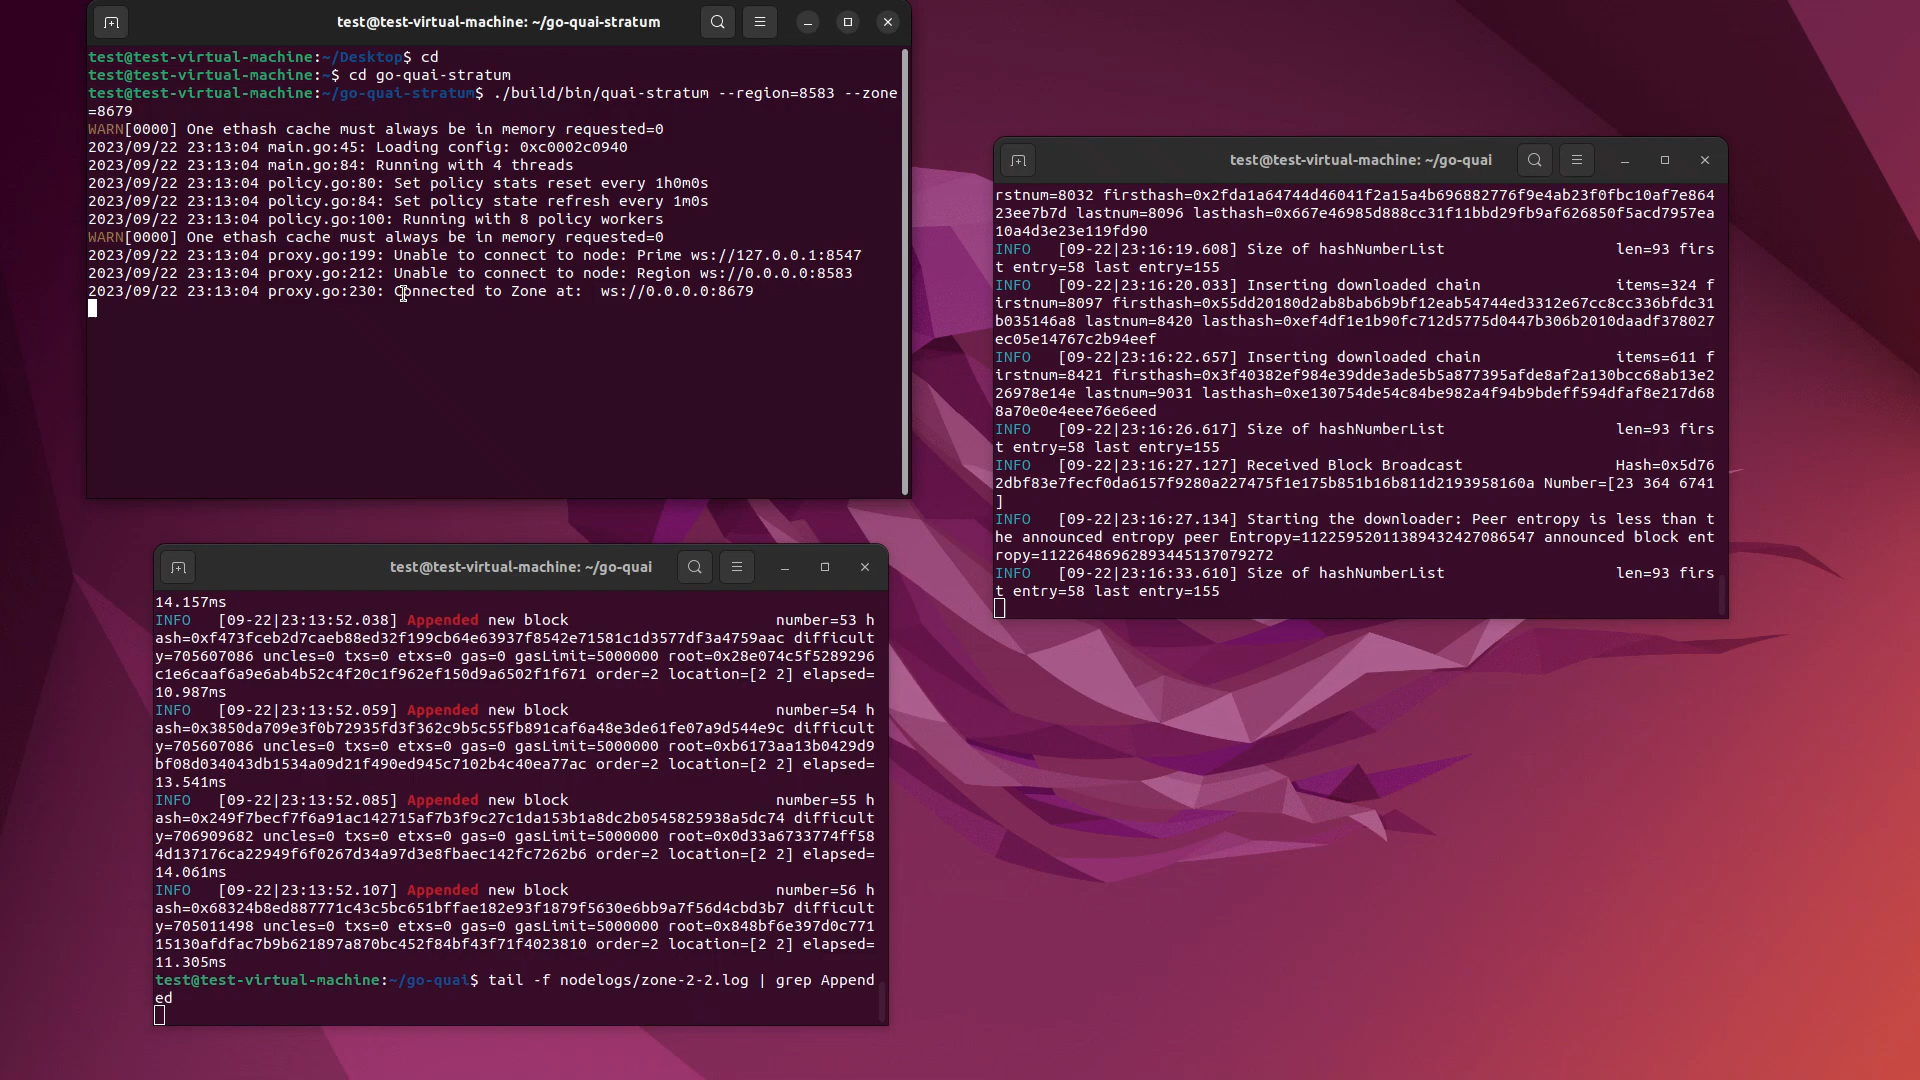 test@test-virtual-machine: ~/go-quai-stratum
test@test-virtual-machine:~/Desktop$ cd
test@test-virtual-machine:~$ cd go-quai-stratum
test@test-virtual-machine:~/go-quai-stratum$ ./build/bin/quai-stratum --region=8583 --zone
=8679
WARN[0000] One ethash cache must always be in memory requested=0
2023/09/22 23:13:04 main.go:45: Loading config: 0xc0002c0940
2023/09/22 23:13:04 main.go:84: Running with 4 threads
2023/09/22 23:13:04 policy.go:80: Set policy stats reset every 1h0m0s
2023/09/22 23:13:04 policy.go:84: Set policy state refresh every 1m0s
2023/09/22 23:13:04 policy.go:100: Running with 8 policy workers
WARN[0000] One ethash cache must always be in memory requested=0
2023/09/22 23:13:04 proxy.go:199: Unable to connect to node: Prime ws://127.0.0.1:8547
2023/09/22 23:13:04 proxy.go:212: Unable to connect to node: Region ws://0.0.0.0:8583
2023/09/22 23:13:04 proxy.go:230: Connected to Zone at:  ws://0.0.0.0:8679
test@test-virtual-machine: ~/go-quai
rstnum=8032 firsthash=0x2fda1a64744d46041f2a15a4b696882776f9e4ab23f0fbc10af7e864
23ee7b7d lastnum=8096 lasthash=0x667e46985d888cc31f11bbd29fb9af626850f5acd7957ea
10a4d3e23e119fd90
INFO   [09-22|23:16:19.608] Size of hashNumberList                   len=93 firs
t entry=58 last entry=155
INFO   [09-22|23:16:20.033] Inserting downloaded chain               items=324 f
irstnum=8097 firsthash=0x55dd20180d2ab8bab6b9bf12eab54744ed3312e67cc8cc336bfdc31
b035146a8 lastnum=8420 lasthash=0xef4df1e1b90fc712d5775d0447b306b2010daadf378027
ec05e14767c2b94eef
INFO   [09-22|23:16:22.657] Inserting downloaded chain               items=611 f
irstnum=8421 firsthash=0x3f40382ef984e39dde3ade5b5a877395afde8af2a130bcc68ab13e2
26978e14e lastnum=9031 lasthash=0xe130754de54c84be982a4f94b9bdeff594dfaf8e217d68
8a70e0e4eee76e6eed
INFO   [09-22|23:16:26.617] Size of hashNumberList                   len=93 firs
t entry=58 last entry=155
INFO   [09-22|23:16:27.127] Received Block Broadcast                 Hash=0x5d76
2dbf83e7fecf0da6157f9280a227475f1e175b851b16b811d2193958160a Number=[23 364 6741
]
INFO   [09-22|23:16:27.134] Starting the downloader: Peer entropy is less than t
he announced entropy peer Entropy=11225952011389432427086547 announced block ent
ropy=11226486962893445137079272
INFO   [09-22|23:16:33.610] Size of hashNumberList                   len=93 firs
t entry=58 last entry=155
test@test-virtual-machine: ~/go-quai
14.157ms
INFO   [09-22|23:13:52.038] Appended new block                       number=53 h
ash=0xf473fceb2d7caeb88ed32f199cb64e63937f8542e71581c1d3577df3a4759aac difficult
y=705607086 uncles=0 txs=0 etxs=0 gas=0 gasLimit=5000000 root=0x28e074c5f5289296
c1e6caaf6a9e6ab4b52c4f20c1f962ef150d9a6502f1f671 order=2 location=[2 2] elapsed=
10.987ms
INFO   [09-22|23:13:52.059] Appended new block                       number=54 h
ash=0x3850da709e3f0b72935fd3f362c9b5c55fb891caf6a48e3de61fe07a9d544e9c difficult
y=705607086 uncles=0 txs=0 etxs=0 gas=0 gasLimit=5000000 root=0xb6173aa13b0429d9
bf08d034043db1534a09d21f490ed945c7102b4c40ea77ac order=2 location=[2 2] elapsed=
13.541ms
INFO   [09-22|23:13:52.085] Appended new block                       number=55 h
ash=0x249f7becf7f6a91ac142715af7b3f9c27c1da153b1a8dc2b0545825938a5dc74 difficult
y=706909682 uncles=0 txs=0 etxs=0 gas=0 gasLimit=5000000 root=0x0d33a6733774ff58
4d137176ca22949f6f0267d34a97d3e8fbaec142fc7262b6 order=2 location=[2 2] elapsed=
14.061ms
INFO   [09-22|23:13:52.107] Appended new block                       number=56 h
ash=0x68324b8ed887771c43c5bc651bffae182e93f1879f5630e6bb9a7f56d4cbd3b7 difficult
y=705011498 uncles=0 txs=0 etxs=0 gas=0 gasLimit=5000000 root=0x848bf6e397d0c771
15130afdfac7b9b621897a870bc452f84bf43f71f4023810 order=2 location=[2 2] elapsed=
11.305ms
test@test-virtual-machine:~/go-quai$ tail -f nodelogs/zone-2-2.log | grep Append
ed